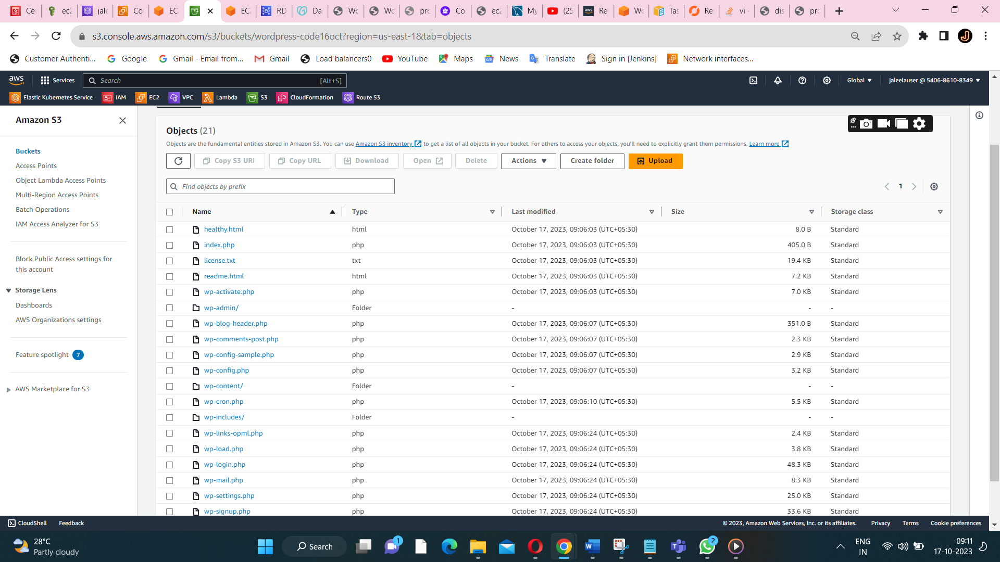 Ce
ec2
jale
Co
EC2
EC2
RD
Da
Wo
Wo
pro
Co
ec2
My
(25
Re
Wo
Tas
Re
vi -
dis
pro
s3.console.aws.amazon.com/s3/buckets/wordpress-code16oct?region=us-east-1&tab=objects
Customer Authenti...
Google
Gmail - Email from...
Gmail
Load balancers0
YouTube
Maps
News
Translate
Sign in [Jenkins]
Network interfaces...
aws
Services
Search
[Alt+S]
Global
jaleelauser @ 5406-8610-8349
Elastic Kubernetes Service
IAM
EC2
VPC
Lambda
S3
CloudFormation
Route 53
Amazon S3
Buckets
Access Points
Object Lambda Access Points
Multi-Region Access Points
Batch Operations
IAM Access Analyzer for S3
Block Public Access settings for
this account
Storage Lens
Dashboards
AWS Organizations settings
Feature spotlight 7
AWS Marketplace for S3
Objects (21)
Objects are the fundamental entities stored in Amazon S3. You can use Amazon S3 inventory to get a list of all objects in your bucket. For others to access your objects, you'll need to explicitly grant them permissions. Learn more
Copy S3 URI
Copy URL
Download
Open
Delete
Actions
Create folder
Upload
Find objects by prefix
1
Name Type Last modified Size Storage class
healthy.html html October 17, 2023, 09:06:03 (UTC+05:30) 8.0 B Standard
index.php php October 17, 2023, 09:06:03 (UTC+05:30) 405.0 B Standard
license.txt txt October 17, 2023, 09:06:03 (UTC+05:30) 19.4 KB Standard
readme.html html October 17, 2023, 09:06:03 (UTC+05:30) 7.2 KB Standard
wp-activate.php php October 17, 2023, 09:06:03 (UTC+05:30) 7.0 KB Standard
wp-admin/ Folder - - -
wp-blog-header.php php October 17, 2023, 09:06:07 (UTC+05:30) 351.0 B Standard
wp-comments-post.php php October 17, 2023, 09:06:07 (UTC+05:30) 2.3 KB Standard
wp-config-sample.php php October 17, 2023, 09:06:07 (UTC+05:30) 2.9 KB Standard
wp-config.php php October 17, 2023, 09:06:07 (UTC+05:30) 3.2 KB Standard
wp-content/ Folder - - -
wp-cron.php php October 17, 2023, 09:06:10 (UTC+05:30) 5.5 KB Standard
wp-includes/ Folder - - -
wp-links-opml.php php October 17, 2023, 09:06:24 (UTC+05:30) 2.4 KB Standard
wp-load.php php October 17, 2023, 09:06:24 (UTC+05:30) 3.8 KB Standard
wp-login.php php October 17, 2023, 09:06:24 (UTC+05:30) 48.3 KB Standard
wp-mail.php php October 17, 2023, 09:06:24 (UTC+05:30) 8.3 KB Standard
wp-settings.php php October 17, 2023, 09:06:24 (UTC+05:30) 25.0 KB Standard
wp-signup.php php October 17, 2023, 09:06:24 (UTC+05:30) 33.6 KB Standard
CloudShell
Feedback
© 2023, Amazon Web Services, Inc. or its affiliates.
Privacy
Terms
Cookie preferences
28°C
Partly cloudy
Search
1
2
ENG
IN
09:11
17-10-2023